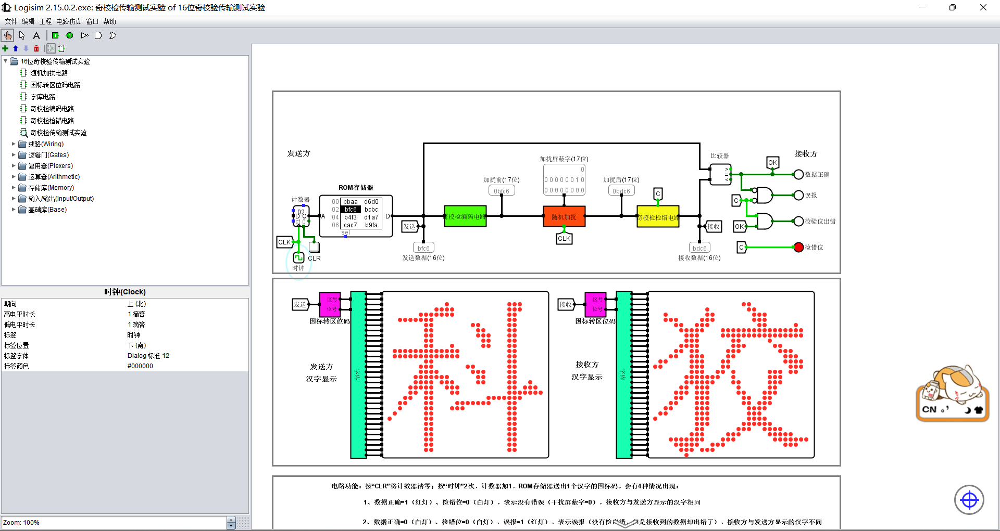 Logisim 2.15.0.2.exe: 奇校检传输测试实验 of 16位奇校验传输测试实验
文件 编辑 工程 电路仿真 窗口 帮助
16位奇校验传输测试实验
随机加扰电路
国标转区位码电路
字库电路
奇校检编码电路
奇校检检错电路
奇校检传输测试实验
线路(Wiring)
逻辑门(Gates)
复用器(Plexers)
运算器(Arithmetic)
存储库(Memory)
输入/输出(Input/Output)
基础库(Base)
时钟(Clock)
朝向 上 (北)
高电平时长 1 滴答
低电平时长 1 滴答
标签 时钟
标签位置 下 (南)
标签字体 Dialog 标准 12
标签颜色 #000000
Zoom: 100%
发送方
计数器
02
D Q
ct 0
CLK
时钟
CLR
ROM存储器
00 bbaa d6d0
02 bfc6 bcbc
04 b4f3 d1a7
06 cac7 b9fa
A
D
sel
发送
bfc6
发送数据(16位)
奇校检编码电路
加扰前(17位)
0bfc6
加扰屏蔽字(17位)
0
0 0 0 0 0 0 1 0
0 0 0 0 0 0 0 0
随机加扰
CLK
加扰后(17位)
0bdc6
C
奇校检检错电路
接收
bdc6
接收数据(16位)
比较器
接收方
OK
数据正确
C
误报
OK
校验位出错
C
检错位
发送
区号
位号
国标转区位码
发送方
汉字显示
字库
科
接收
区号
位号
国标转区位码
接收方
汉字显示
字库
校
电路功能：按“CLR”将计数器清零；按“时钟”2次，计数器加1，ROM存储器送出1个汉字的国标码。会有4种情况出现：
1、数据正确=1（红灯）、检错位=0（白灯），表示没有错误（干扰屏蔽字=0），接收方与发送方显示的汉字相同
2、数据正确=0（白灯）、检错位=0（白灯），误报=1（红灯），表示误报（没有检 错，但是接收到的数据却出错了），接收方与发送方显示的汉字不同
CN